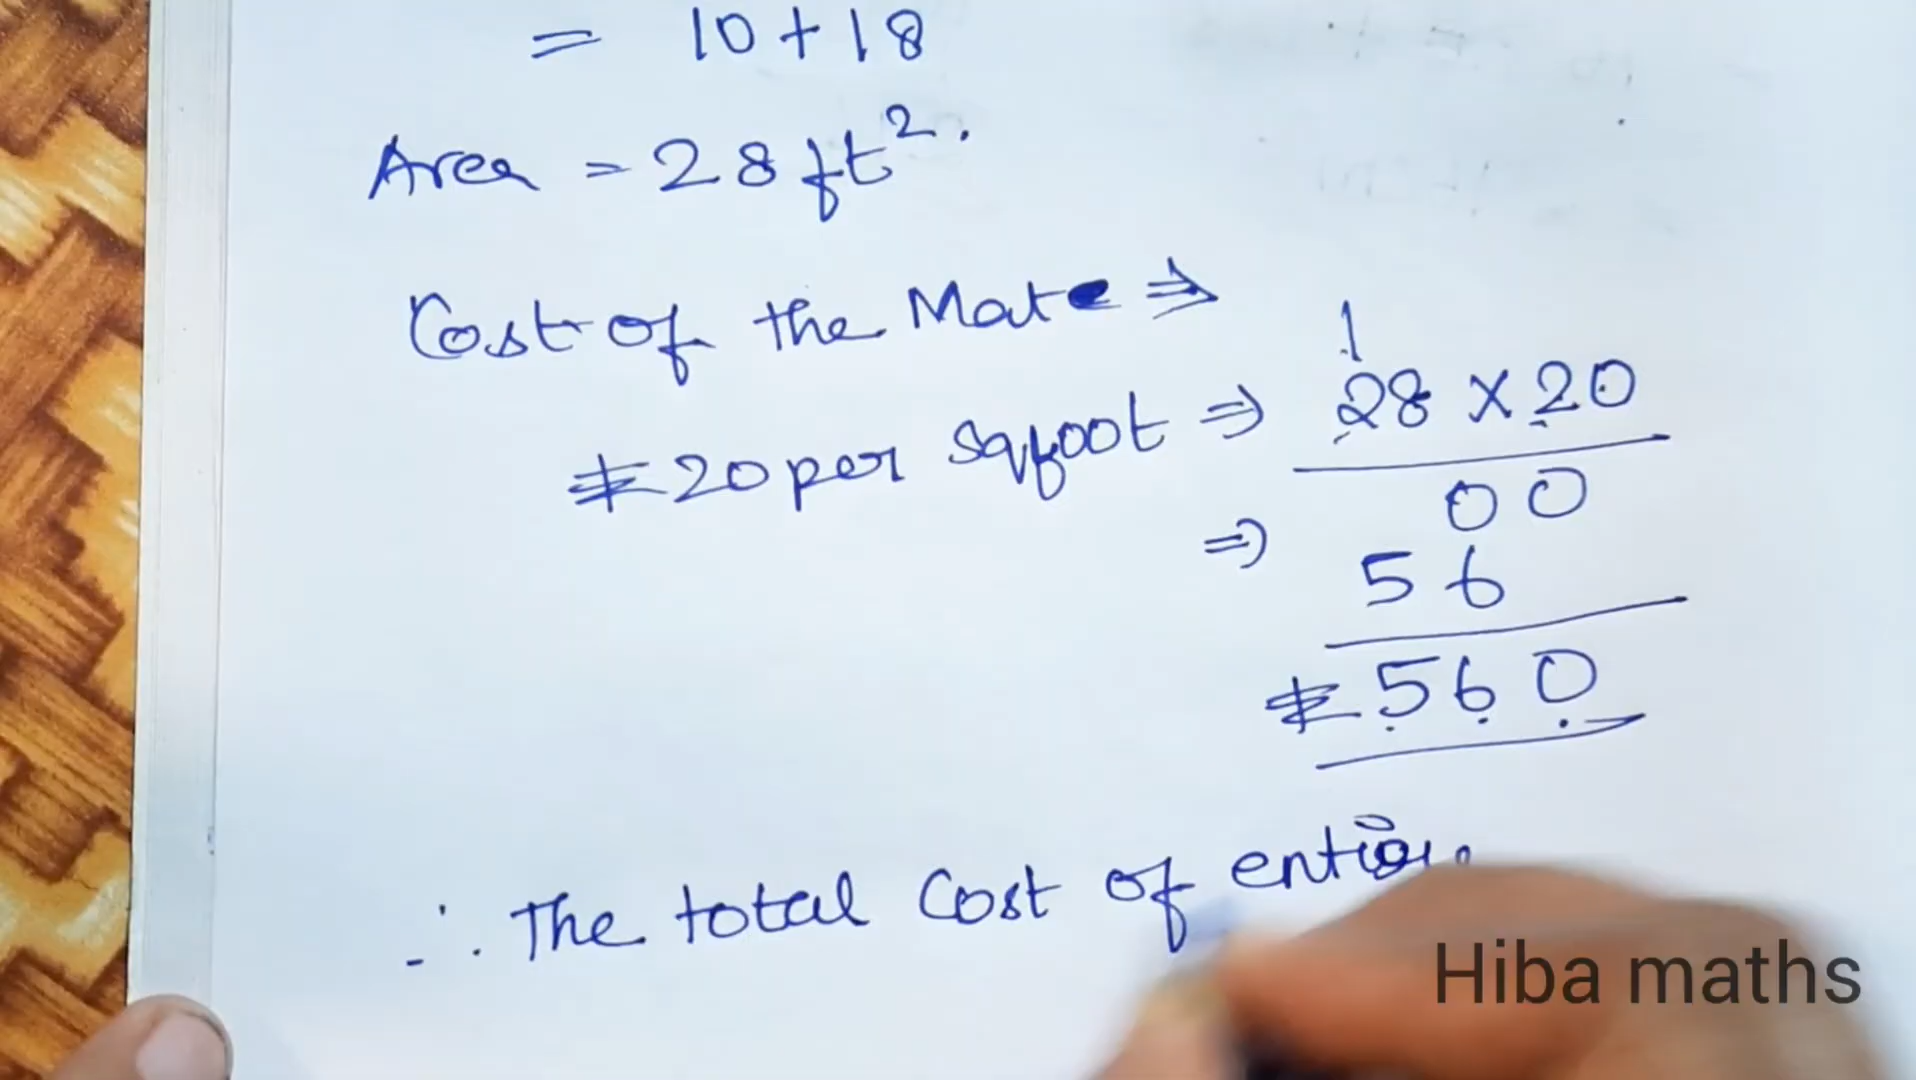 = 10+18
Area = 28 ft².
Cost of the Mat ⇒
₹20 per sqfoot ⇒ 28 × 20
1
00
⇒
56
₹560
∴ The total Cost of
Hiba maths